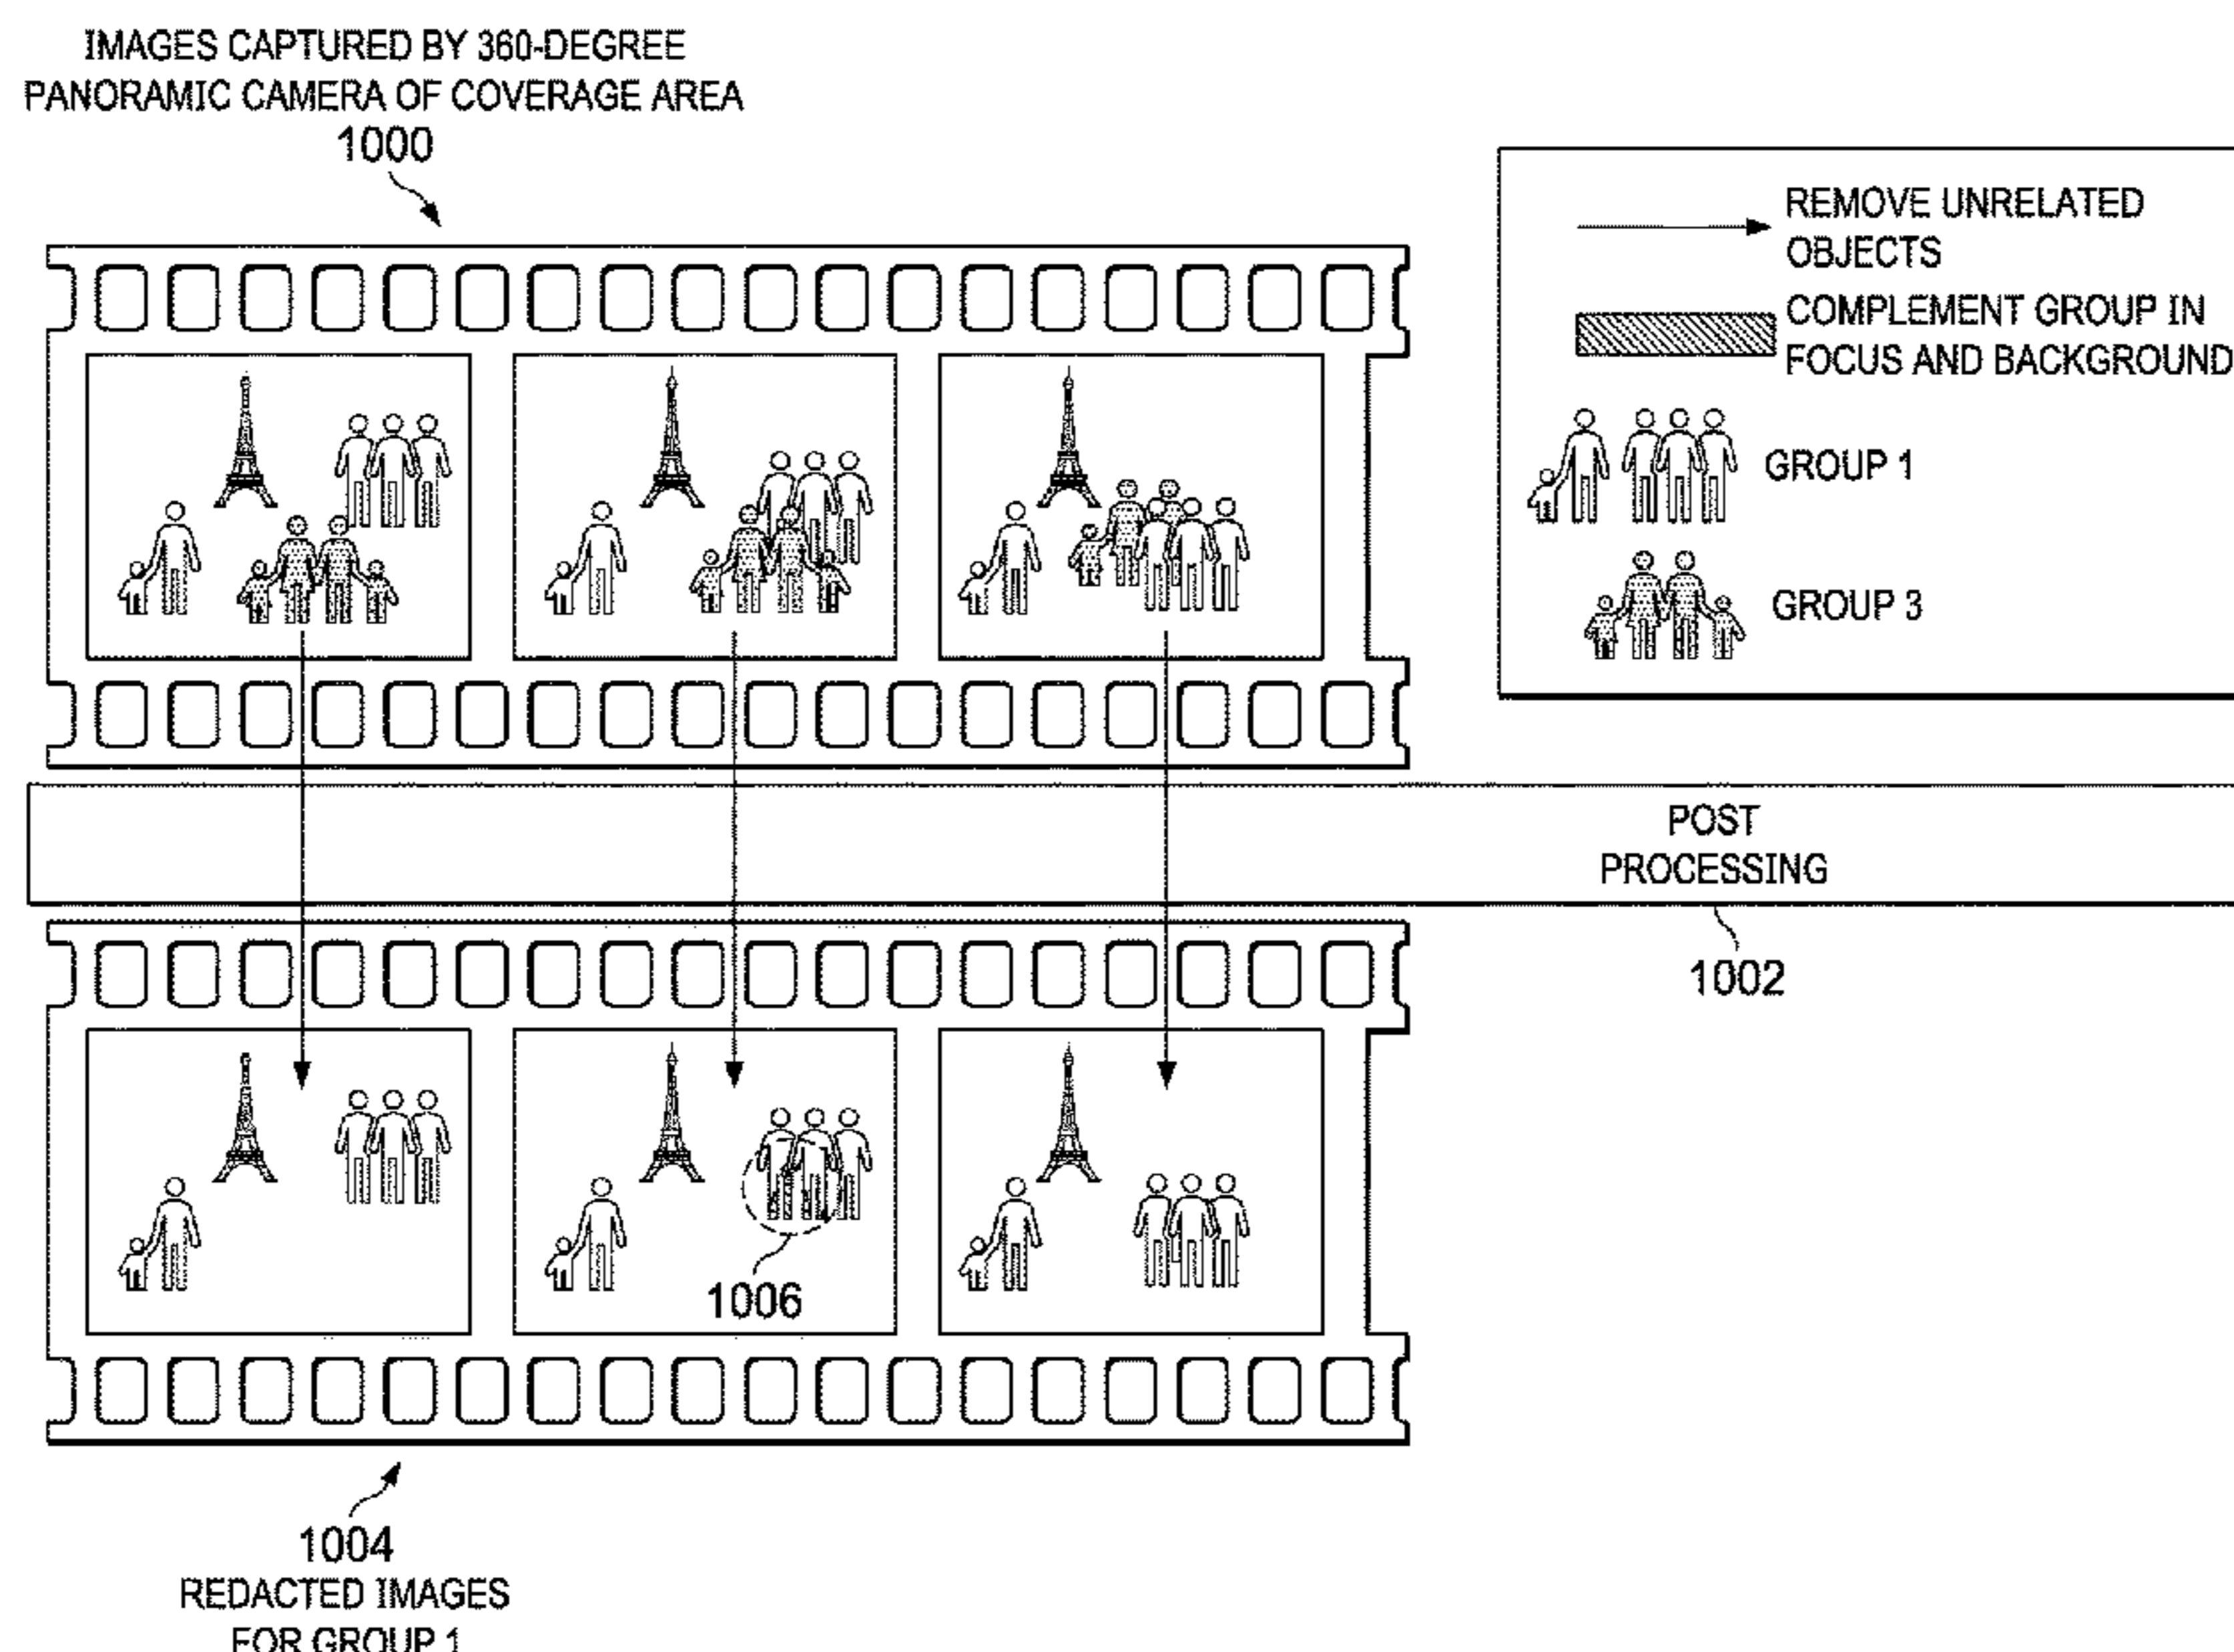 IMAGES CAPTURED BY 360-DEGREE
PANORAMIC CAMERA OF COVERAGE AREA
1000
REMOVE UNRELATED
OBJECTS
COMPLEMENT GROUP IN
FOCUS AND BACKGROUND
GROUP 1
GROUP 3
POST
PROCESSING
1002
1006
1004
REDACTED IMAGES
FOR GROUP 1